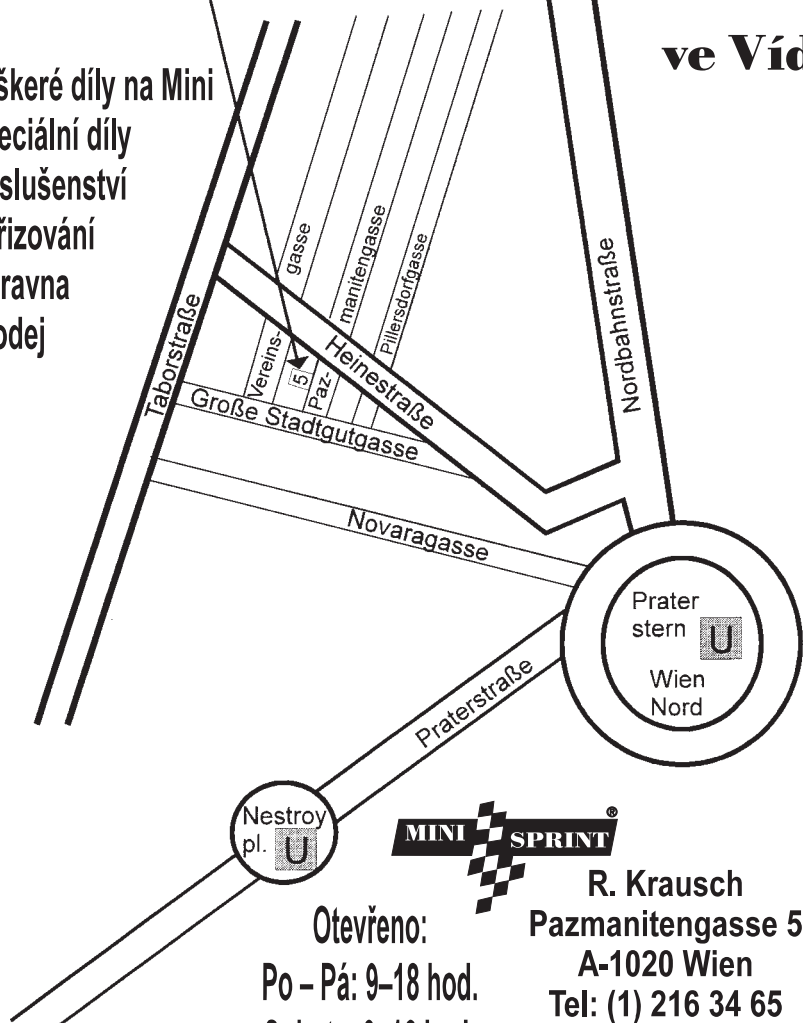 ve Víd
škeré díly na Mini
eciální díly
slušenství
řizování
ravna
odej
Taborstraße
Vereins-
gasse
5
Paz-
manitengasse
Pillersdorfgasse
Heinestraße
Nordbahnstraße
Große Stadtgutgasse
Novaragasse
Prater
stern U
Wien
Nord
Praterstraße
Nestroy
pl. U
MINI SPRINT®
Otevřeno:
Po – Pá: 9–18 hod.
R. Krausch
Pazmanitengasse 5
A-1020 Wien
Tel: (1) 216 34 65